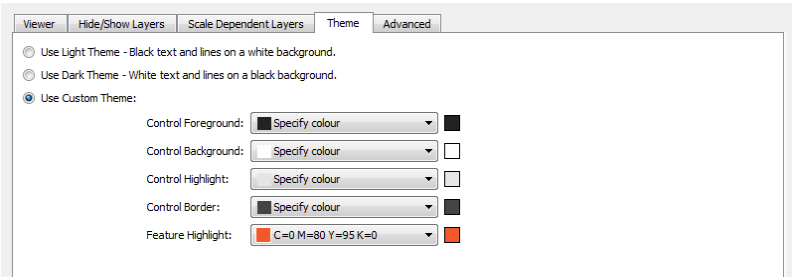 Viewer Hide/Show Layers Scale Dependent Layers Theme Advanced
Use Light Theme - Black text and lines on a white background.
Use Dark Theme - White text and lines on a black background.
Use Custom Theme:
Control Foreground: Specify colour
Control Background: Specify colour
Control Highlight: Specify colour
Control Border: Specify colour
Feature Highlight: C=0 M=80 Y=95 K=0